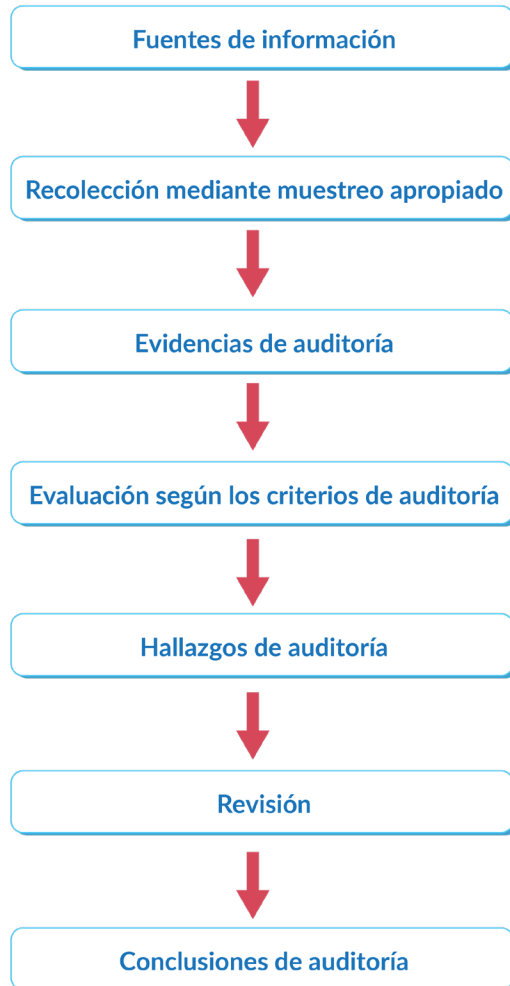 Fuentes de información
Recolección mediante muestreo apropiado
Evidencias de auditoría
Evaluación según los criterios de auditoría
Hallazgos de auditoría
Revisión
Conclusiones de auditoría